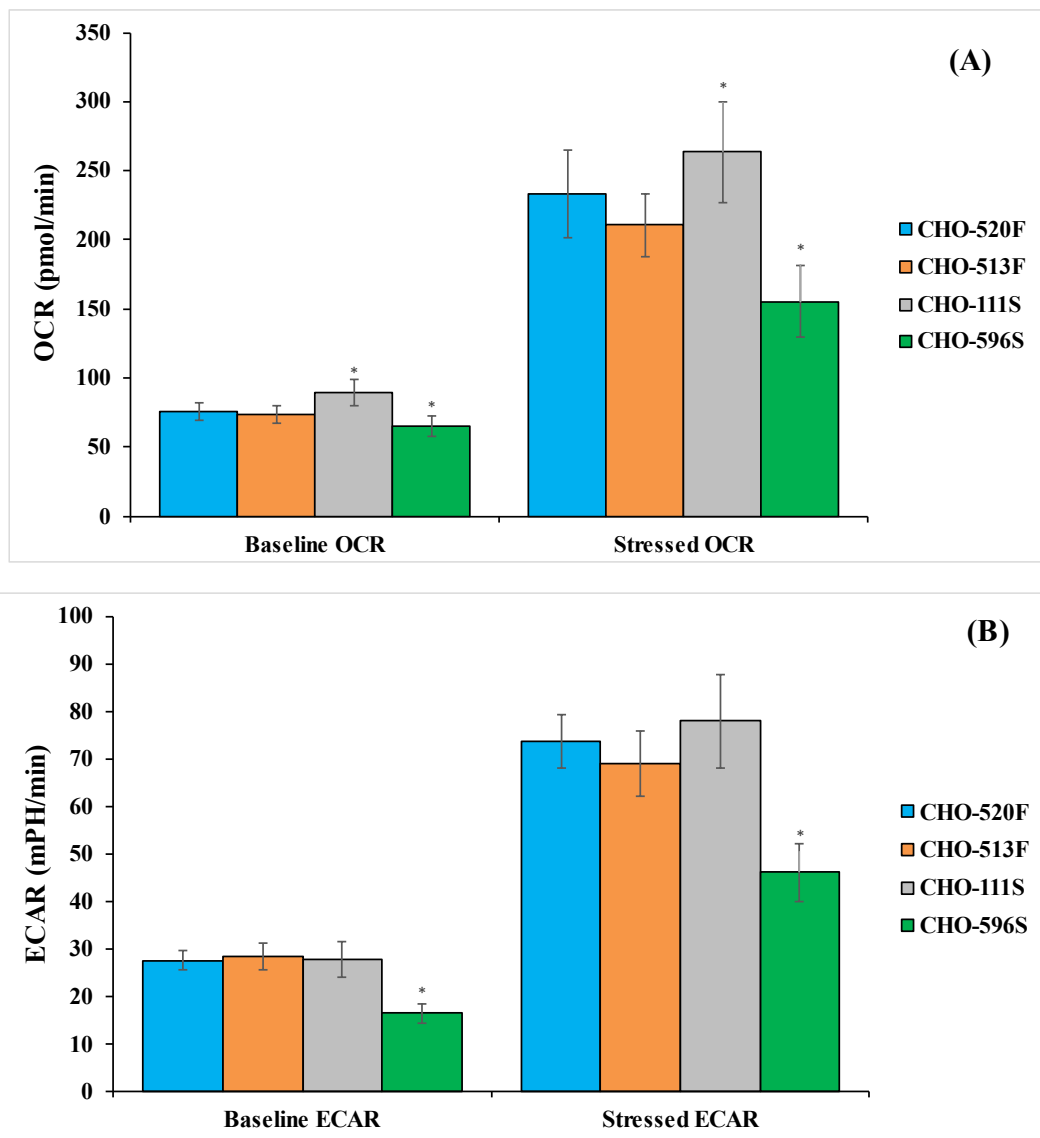 (A)
350
300
250
200
150
100
50
0
OCR (pmol/min)
*
*
*
*
Baseline OCR
Stressed OCR
CHO-520F
CHO-513F
CHO-111S
CHO-596S
(B)
100
90
80
70
60
50
40
30
20
10
0
ECAR (mPH/min)
*
*
Baseline ECAR
Stressed ECAR
CHO-520F
CHO-513F
CHO-111S
CHO-596S